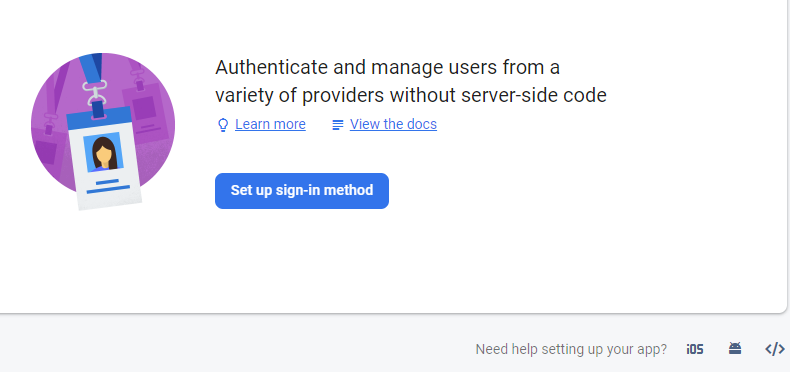 Authenticate and manage users from a
variety of providers without server-side code
Learn more View the docs
Set up sign-in method
Need help setting up your app? iOS </>